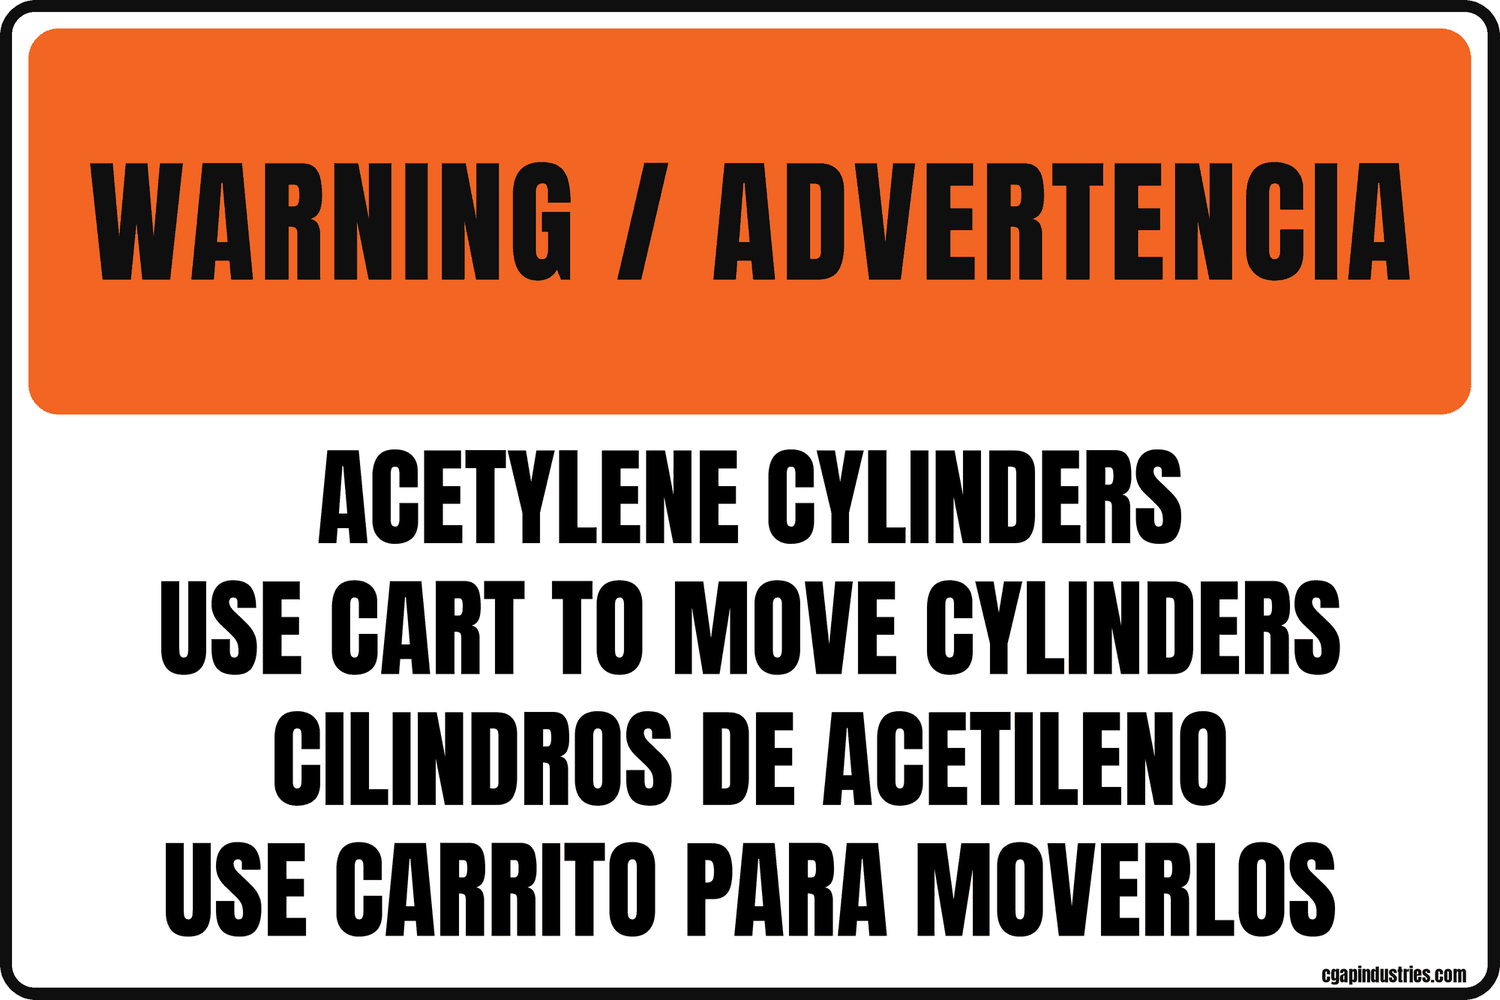 WARNING / ADVERTENCIA
ACETYLENE CYLINDERS
USE CART TO MOVE CYLINDERS
CILINDROS DE ACETILENO
USE CARRITO PARA MOVERLOS
cgapindustries.com